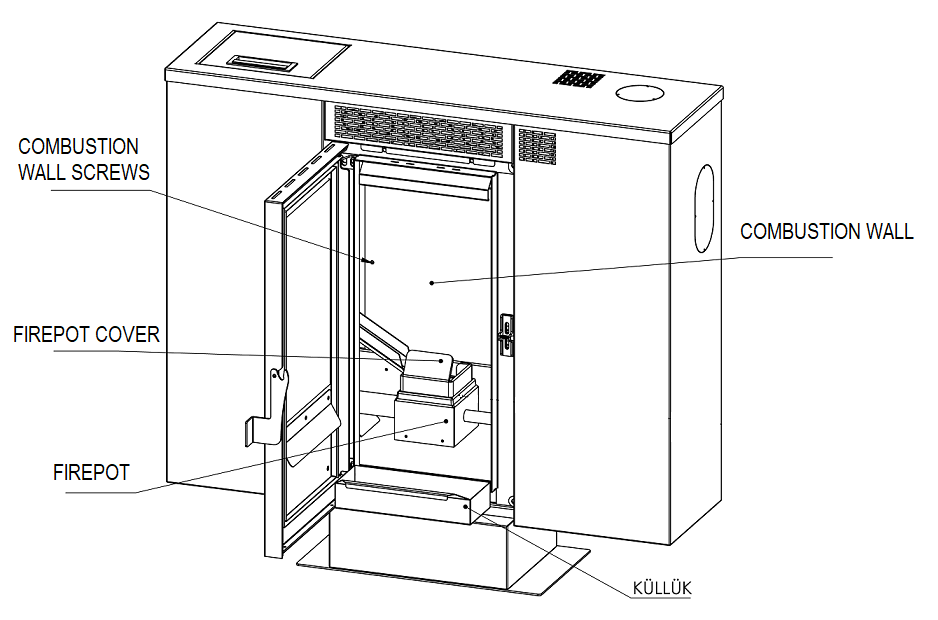 COMBUSTION
WALL SCREWS
COMBUSTION WALL
FIREPOT COVER
FIREPOT
KÜLLÜK